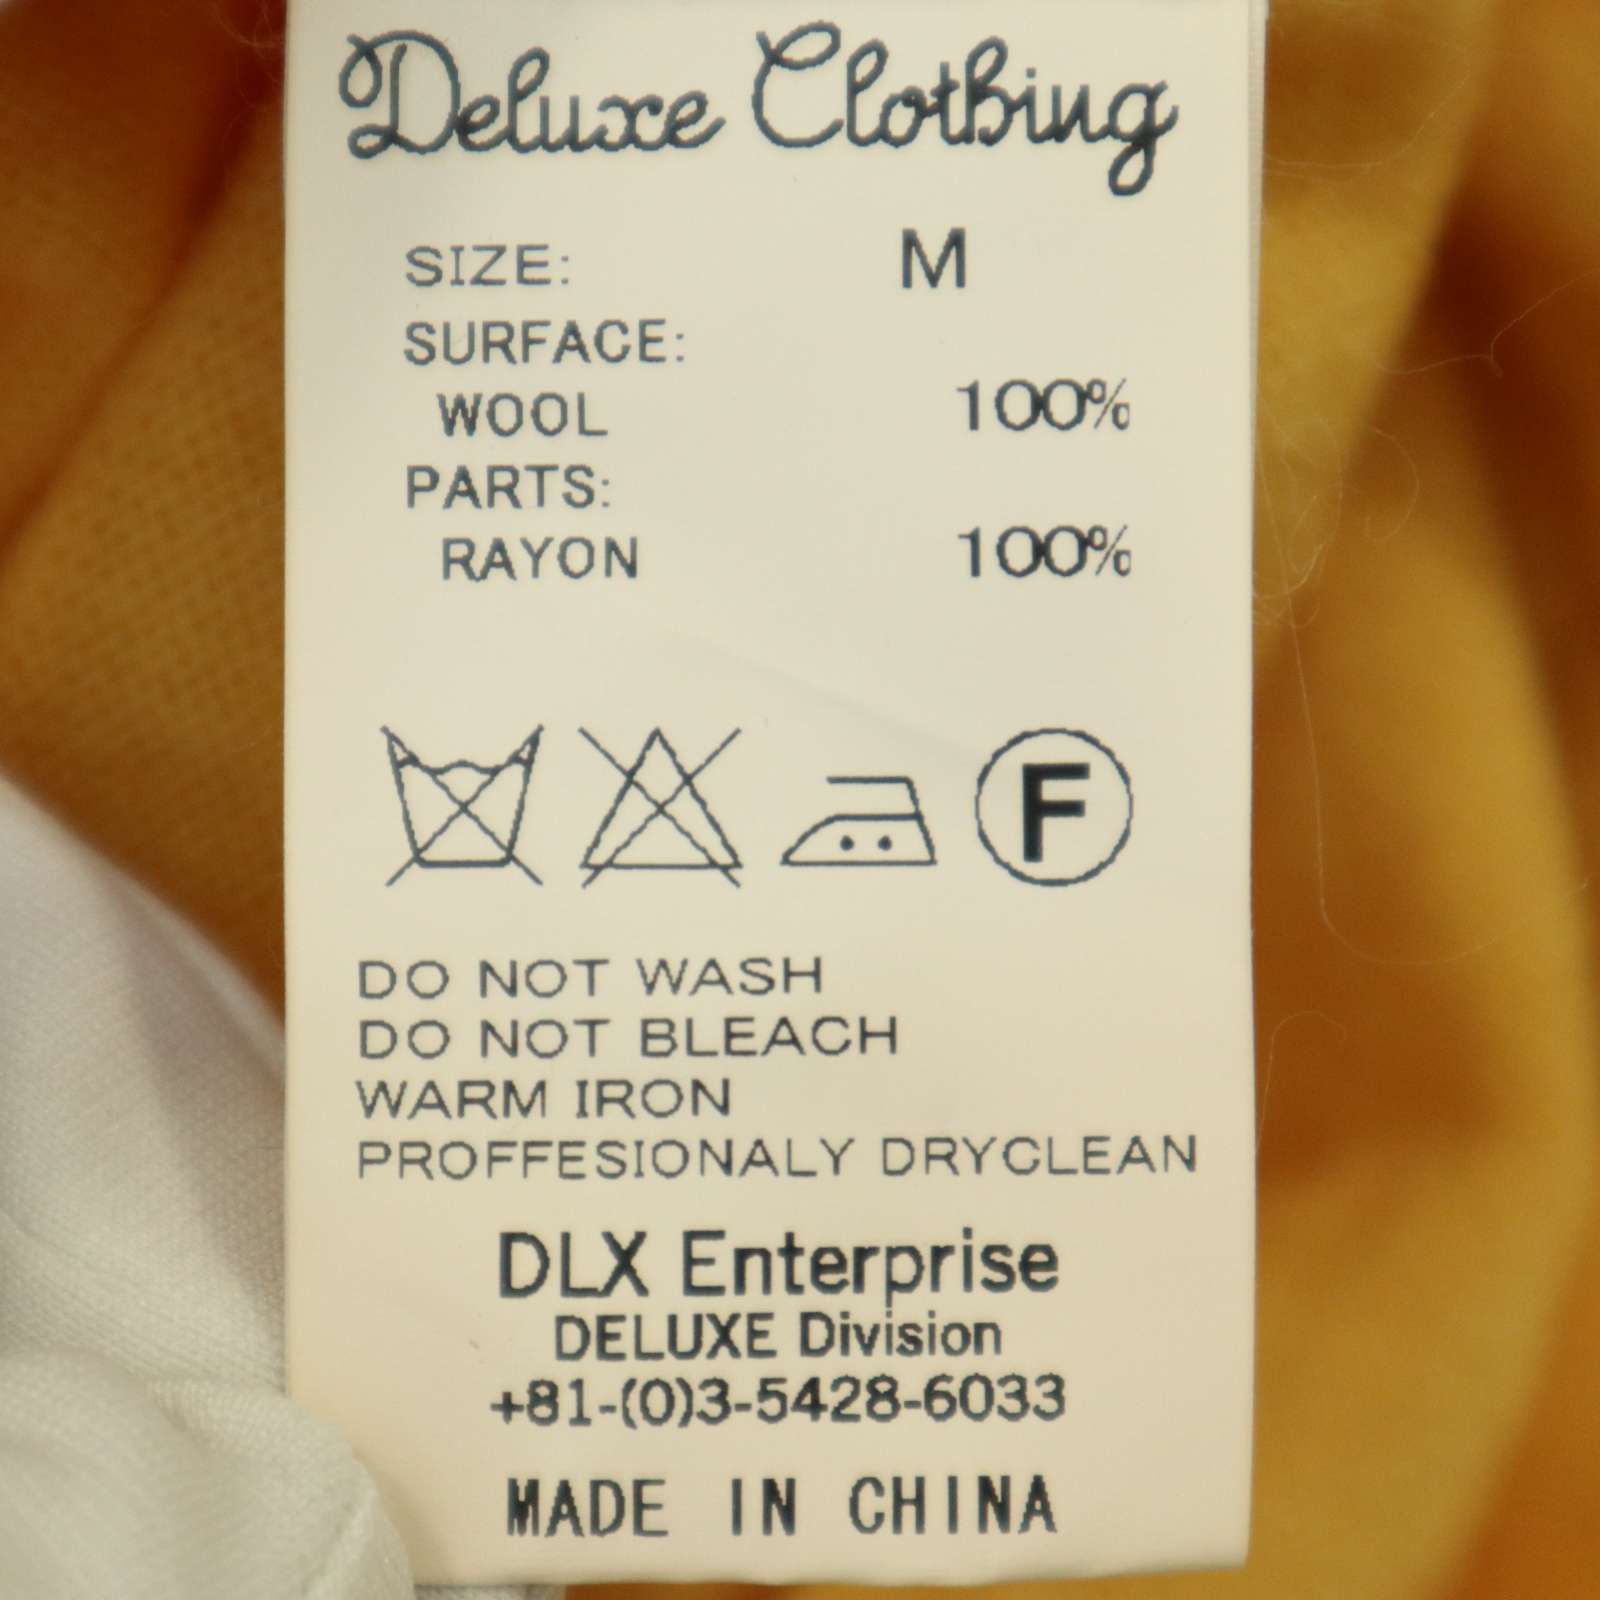 Deluxe Clothing
SIZE: M
SURFACE:
WOOL 100%
PARTS:
RAYON 100%
F
DO NOT WASH
DO NOT BLEACH
WARM IRON
PROFFESIONALY DRYCLEAN
DLX Enterprise
DELUXE Division
+81-(0)3-5428-6033
MADE IN CHINA